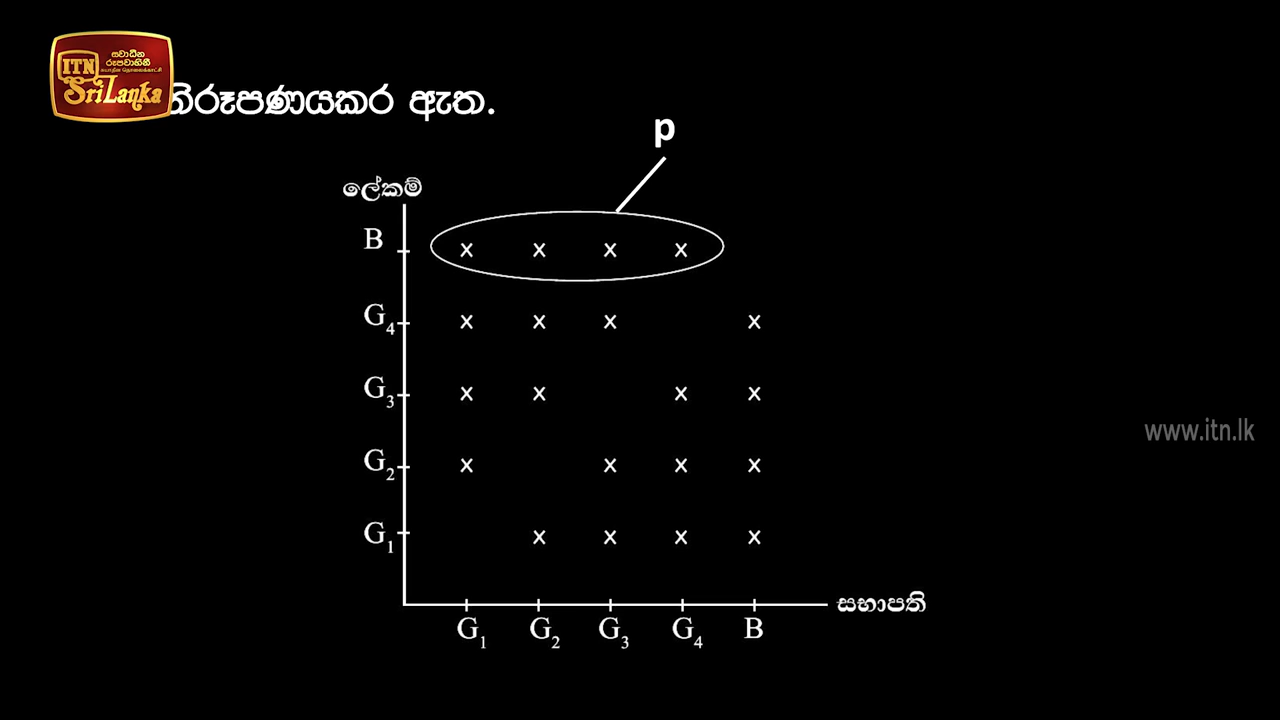 ස්වාධීන
රූපවාහිනී
ITN
Sri Lanka
නිරූපණයකර ඇත.
p
ලේකම්
B
G4
G3
G2
G1
සභාපති
G1 G2 G3 G4 B
x x x x
x x x x
x x x x
x x x x
x x x x
www.itn.lk